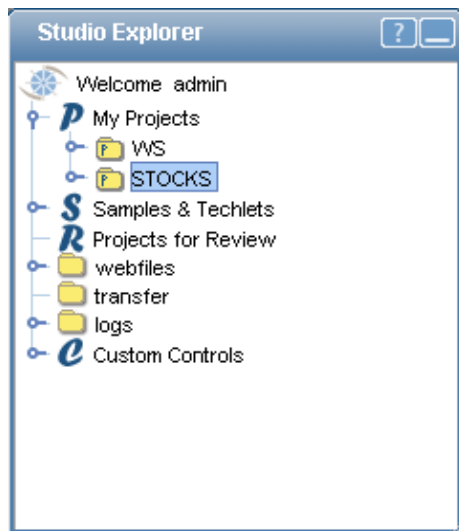 Studio Explorer ?
Welcome admin
P My Projects
P WS
P STOCKS
S Samples & Techlets
R Projects for Review
webfiles
transfer
logs
C Custom Controls